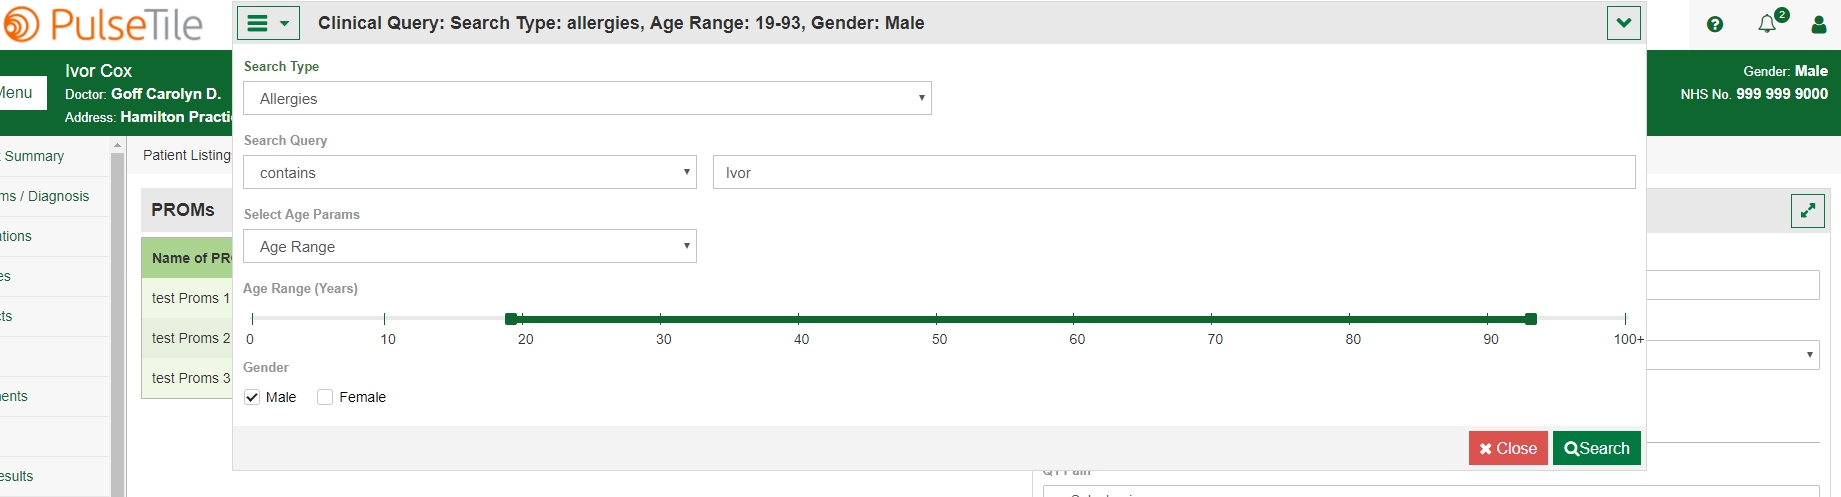 PulseTile
Clinical Query: Search Type: allergies, Age Range: 19-93, Gender: Male
2
Menu
Ivor Cox
Doctor: Goff Carolyn D.
Address: Hamilton Practi
Gender: Male
NHS No. 999 999 9000
Search Type
Allergies
Search Query
contains
Ivor
Select Age Params
Age Range
Age Range (Years)
0 10 20 30 40 50 60 70 80 90 100+
Gender
Male Female
Close Search
Summary
ms / Diagnosis
ations
es
cts
ments
esults
Patient Listing
PROMs
Name of PR
test Proms 1
test Proms 2
test Proms 3